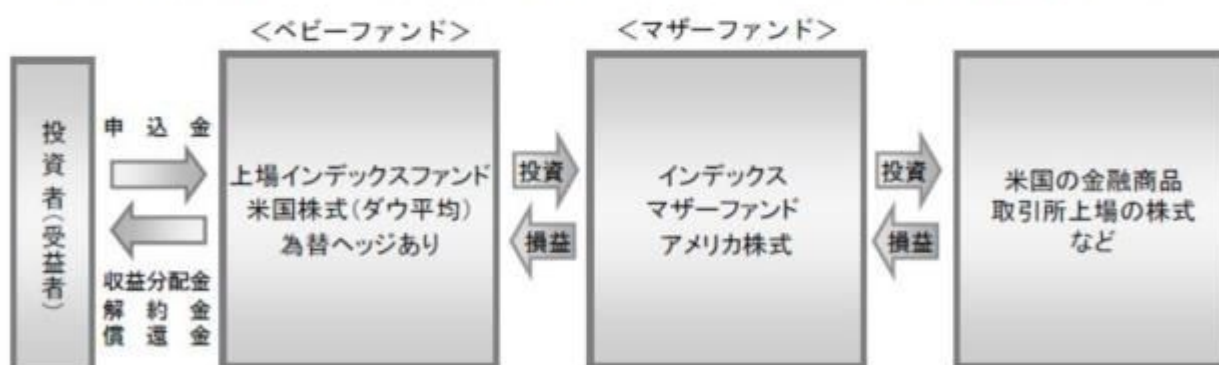 ＜ベビーファンド＞
＜マザーファンド＞
投資者（受益者）
申込金
収益分配金
解約金
償還金
上場インデックスファンド
米国株式（ダウ平均）
為替ヘッジあり
投資
損益
インデックス
マザーファンド
アメリカ株式
投資
損益
米国の金融商品
取引所上場の株式
など